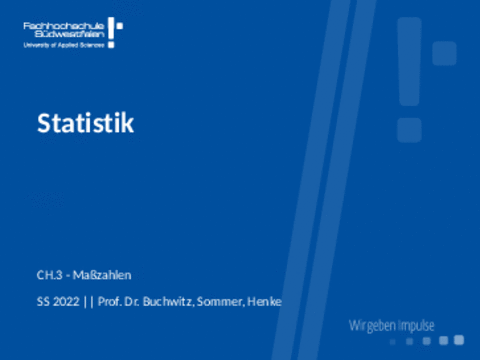 Fachhochschule
Südwestfalen
University of Applied Sciences
Statistik
CH.3 - Maßzahlen
SS 2022 || Prof. Dr. Buchwitz, Sommer, Henke
Wir geben Impulse